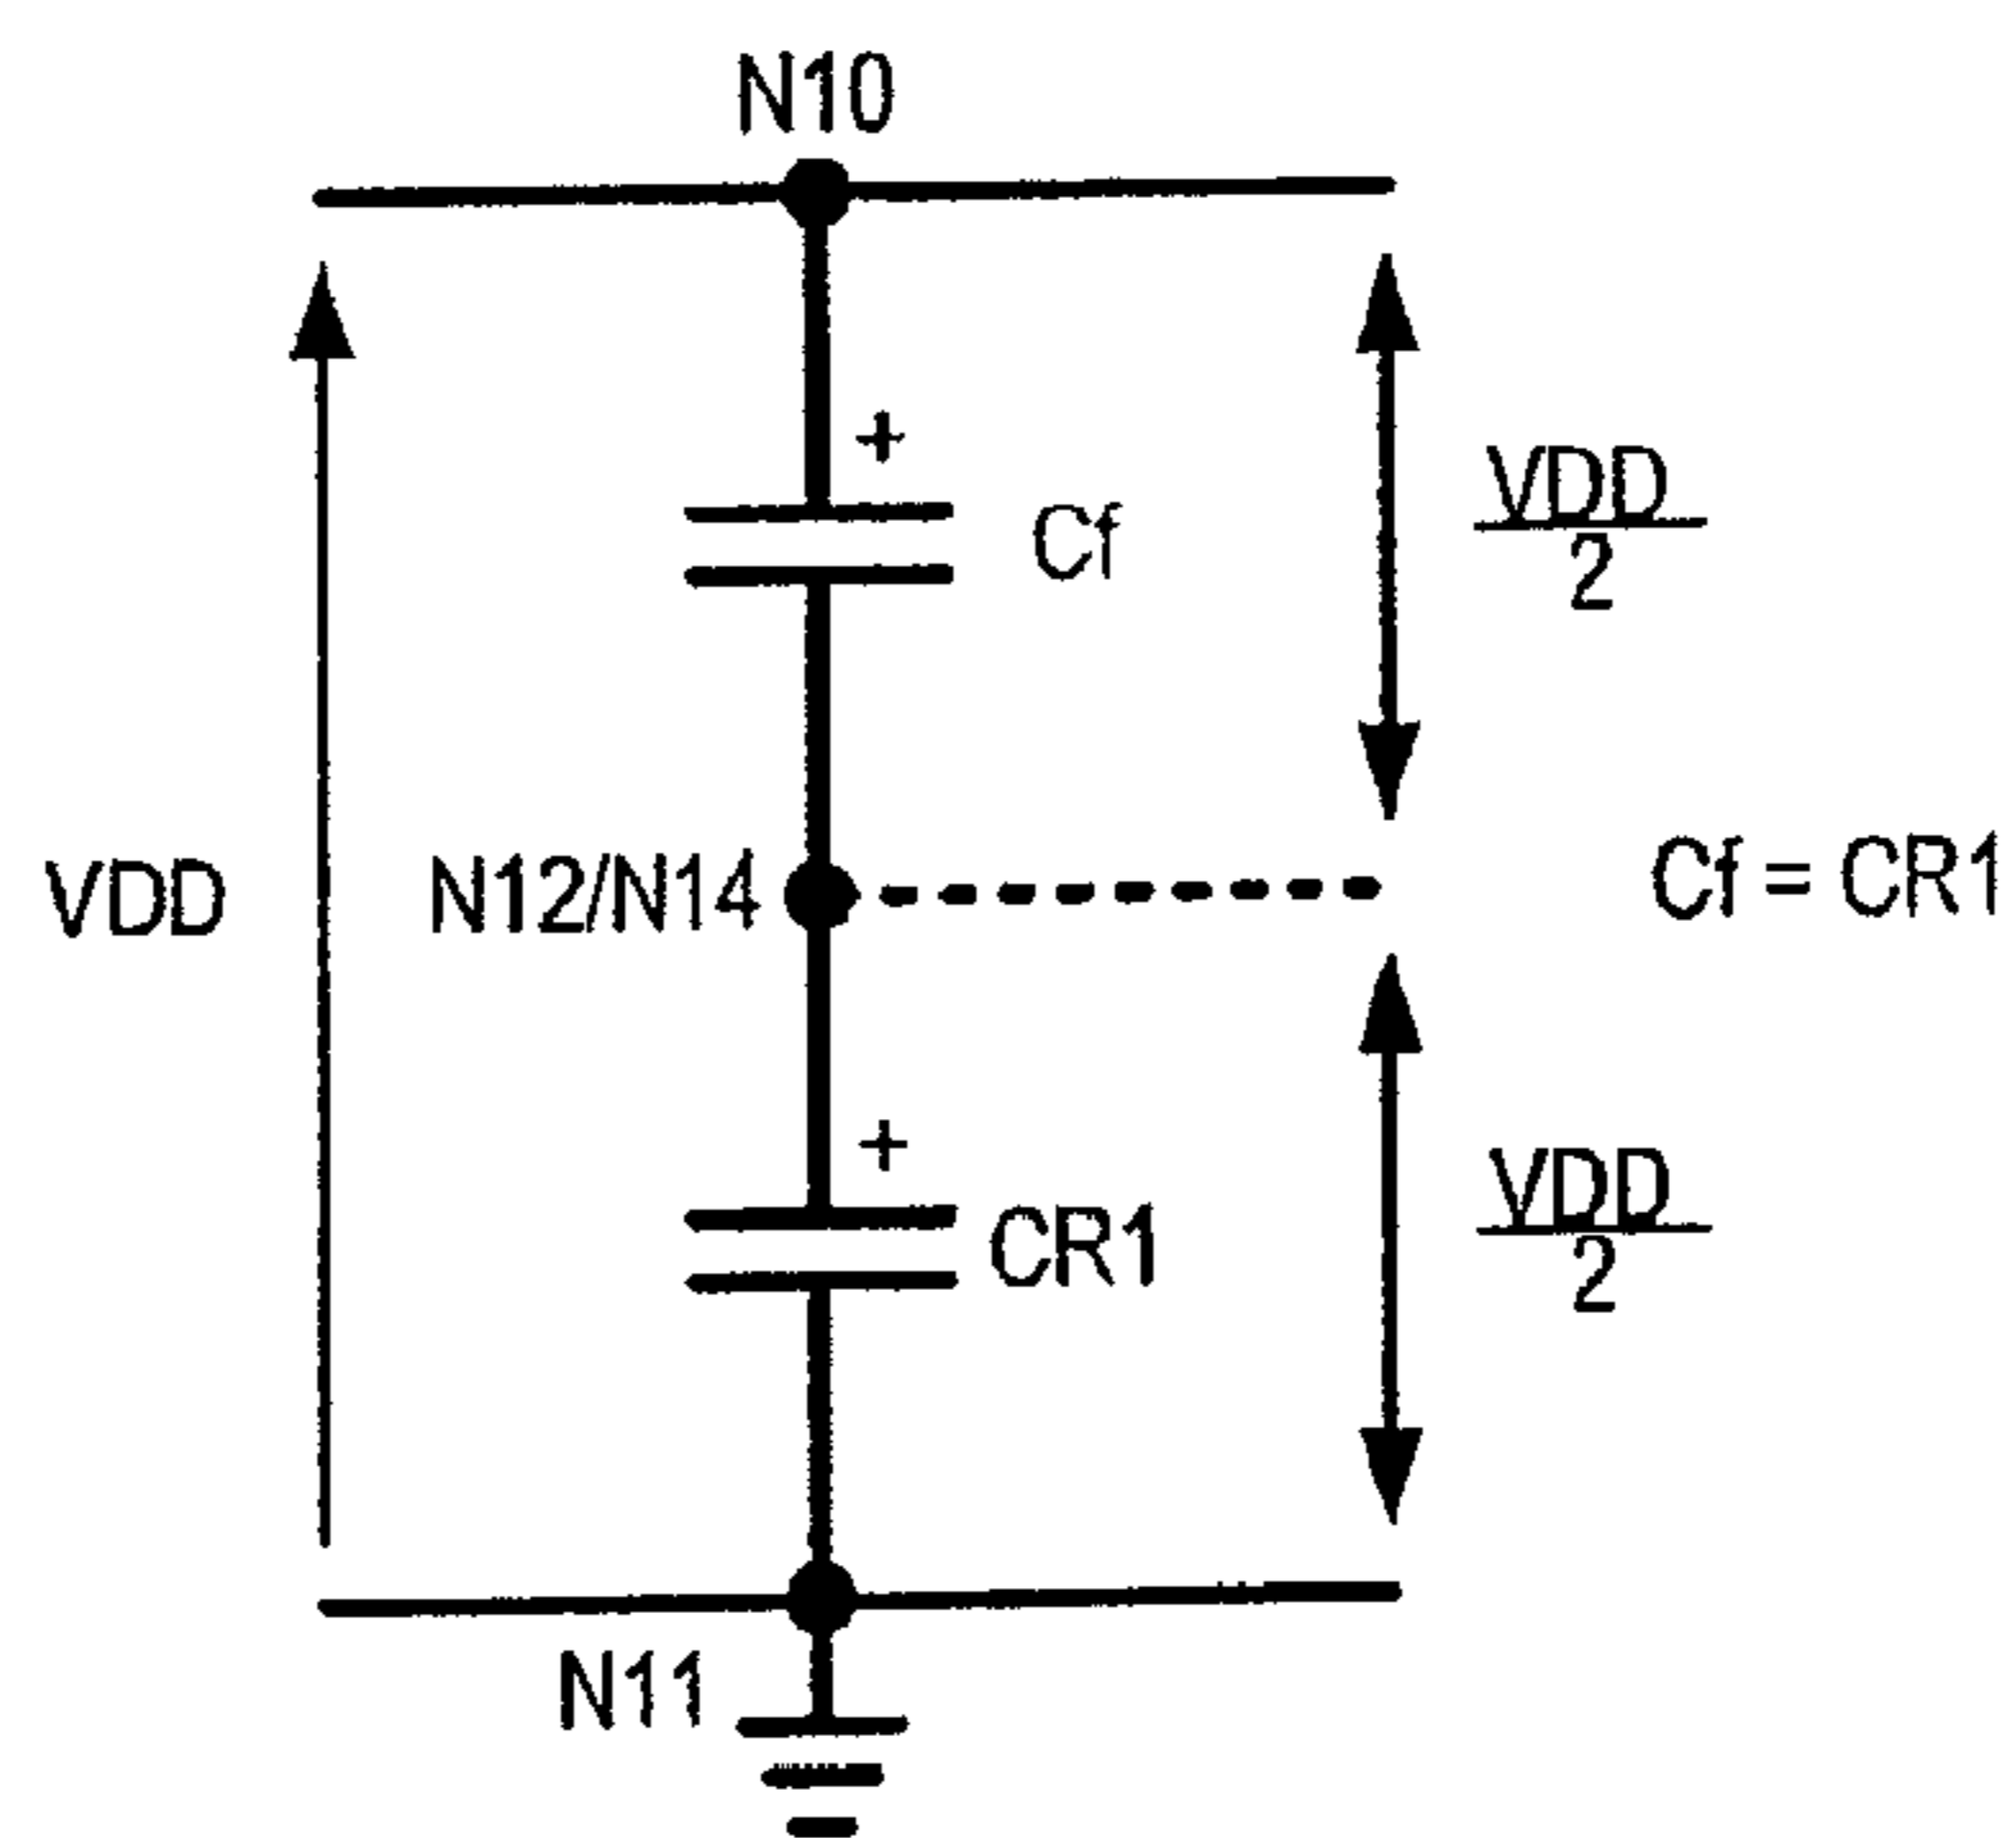 N10
+
Cf
VDD
2
VDD
N12/N14
Cf = CR1
+
CR1
VDD
2
N11